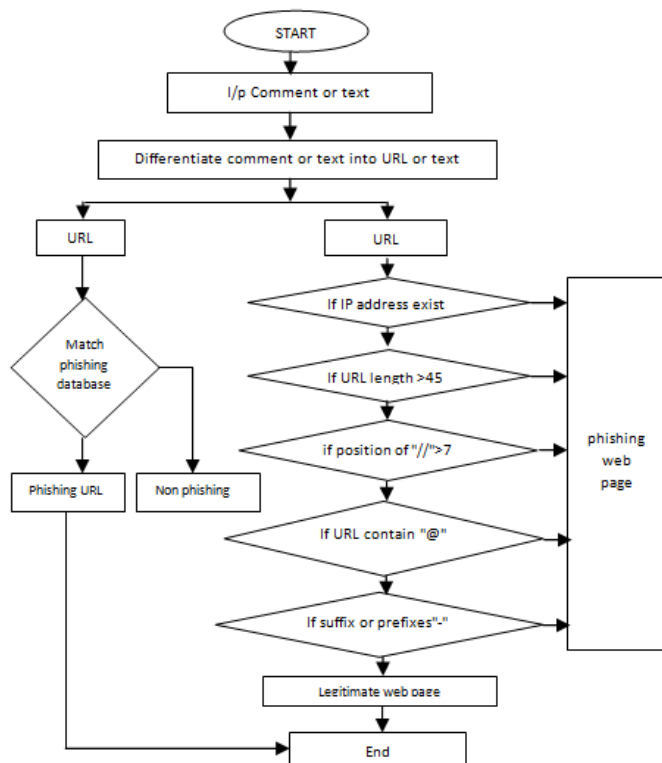 START
I/p Comment or text
Differentiate comment or text into URL or text
URL
URL
If IP address exist
Match
phishing
database
If URL length >45
if position of "//">7
phishing
web
page
Phishing URL
Non phishing
If URL contain "@"
If suffix or prefixes"-"
Legitimate web page
End